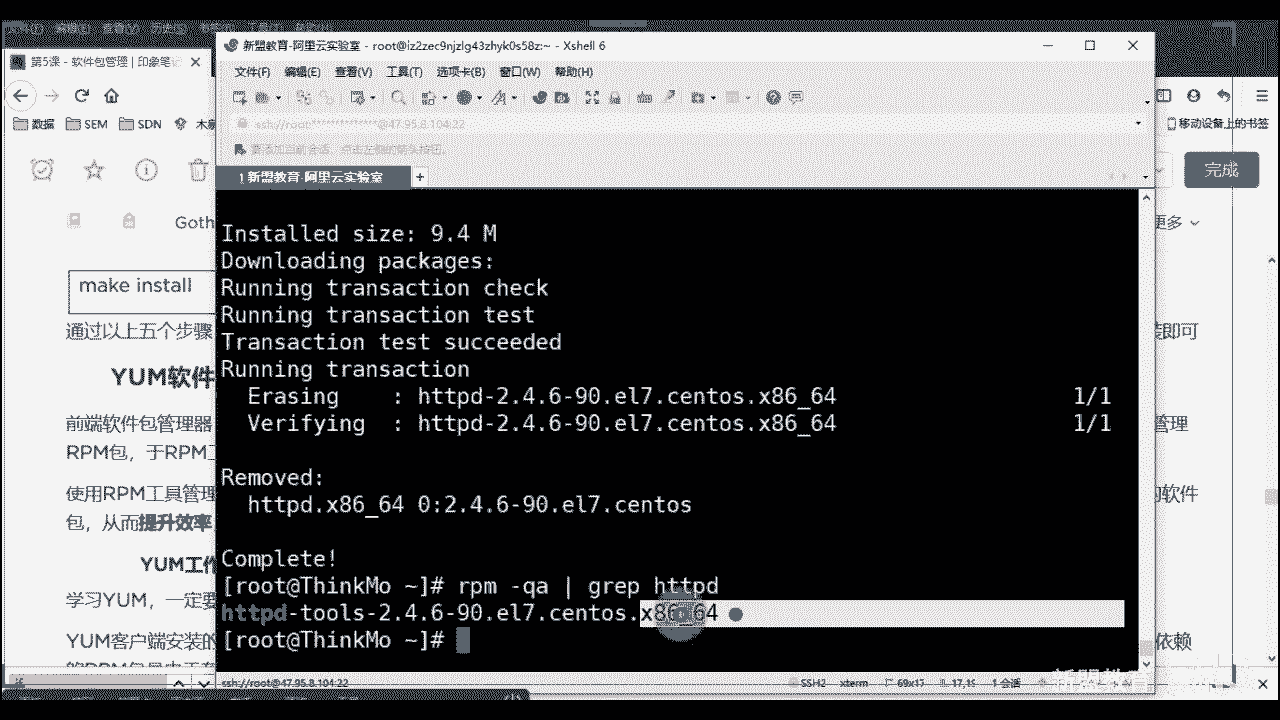 新盟教育-阿里云实验室 - root@iz2zec9njzlg43zhyk0s58z:~ - Xshell 6
第5课 - 软件包管理 | 印象笔记
文件(F) 编辑(E) 查看(V) 工具(T) 选项卡(B) 窗口(W) 帮助(H)
数据 SEM SDN 木
移动设备上的书签
ssh://root:**************@47.95.8.104:22
要添加当前会话，点击左侧的箭头按钮。
1 新盟教育-阿里云实验室
完成
Goth
更多
Installed size: 9.4 M
Downloading packages:
Running transaction check
Running transaction test
Transaction test succeeded
Running transaction
Erasing : httpd-2.4.6-90.el7.centos.x86_64 1/1
Verifying : httpd-2.4.6-90.el7.centos.x86_64 1/1
Removed:
httpd.x86_64 0:2.4.6-90.el7.centos
Complete!
[root@ThinkMo ~]# rpm -qa | grep httpd
httpd-tools-2.4.6-90.el7.centos.x86_64
[root@ThinkMo ~]#
make install
通过以上五个步骤
装即可
YUM软件
前端软件包管理器
管理
RPM包，于RPM工
使用RPM工具管理
的软件
包，从而提升效率
YUM工作
学习YUM，一定要
YUM客户端安装的
依赖
ssh://root@47.95.8.104:22
SSH2 xterm 69x17 17,19 1 会话
新盟教育